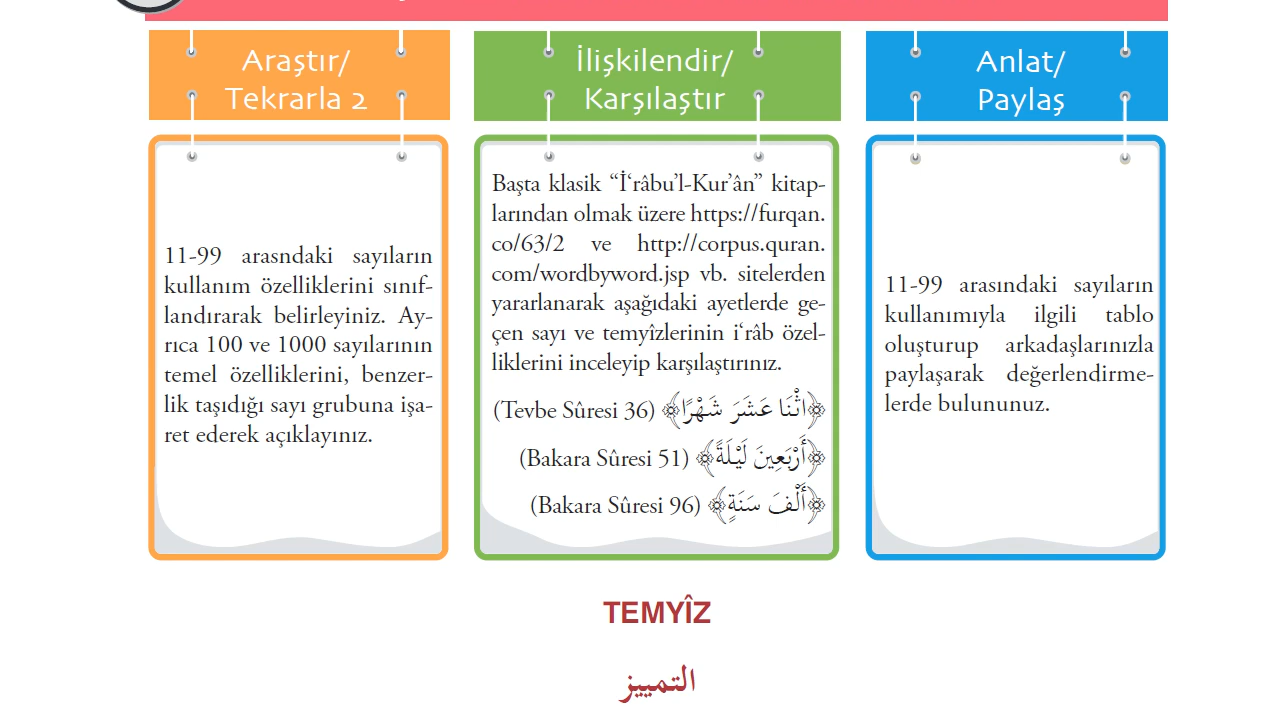 Araştır/
Tekrarla 2
11-99 arasndaki sayıların
kullanım özelliklerini sınıf-
landırarak belirleyiniz. Ay-
rıca 100 ve 1000 sayılarının
temel özelliklerini, benzer-
lik taşıdığı sayı grubuna işa-
ret ederek açıklayınız.
İlişkilendir/
Karşılaştır
Başta klasik “İ‘râbu’l-Kur’ân” kitap-
larından olmak üzere https://furqan.
co/63/2 ve http://corpus.quran.
com/wordbyword.jsp vb. sitelerden
yararlanarak aşağıdaki ayetlerde ge-
çen sayı ve temyîzlerinin i‘râb özel-
liklerini inceleyip karşılaştırınız.
(Tevbe Sûresi 36) ﴿اثْنَا عَشَرَ شَهْرًا﴾
(Bakara Sûresi 51) ﴿أَرْبَعِينَ لَيْلَةً﴾
(Bakara Sûresi 96) ﴿أَلْفَ سَنَةٍ﴾
Anlat/
Paylaş
11-99 arasındaki sayıların
kullanımıyla ilgili tablo
oluşturup arkadaşlarınızla
paylaşarak değerlendirme-
lerde bulununuz.
TEMYÎZ
التمييز